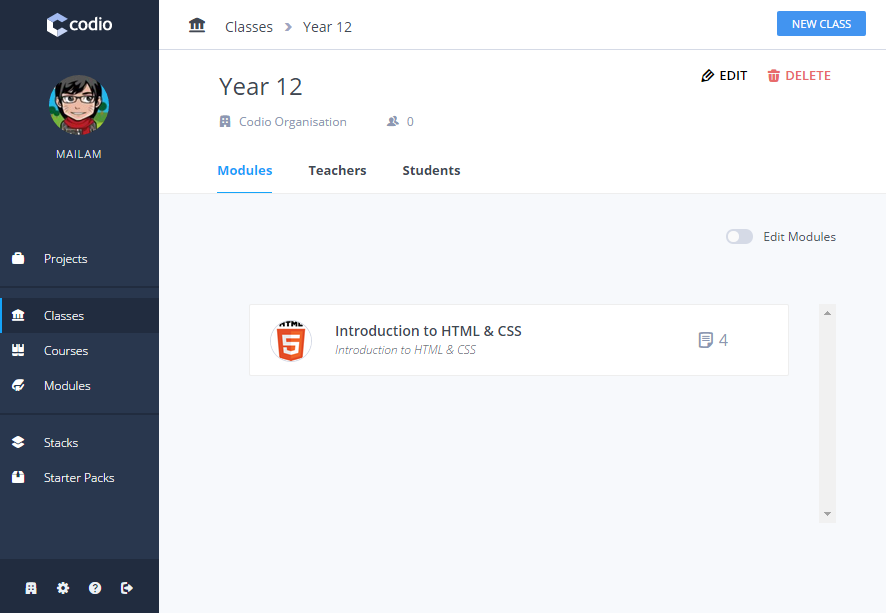 codio
Classes > Year 12
NEW CLASS
MAILAM
Year 12
EDIT
DELETE
Codio Organisation
0
Modules
Teachers
Students
Projects
Classes
Courses
Modules
Stacks
Starter Packs
Edit Modules
HTML
5
Introduction to HTML & CSS
Introduction to HTML & CSS
4